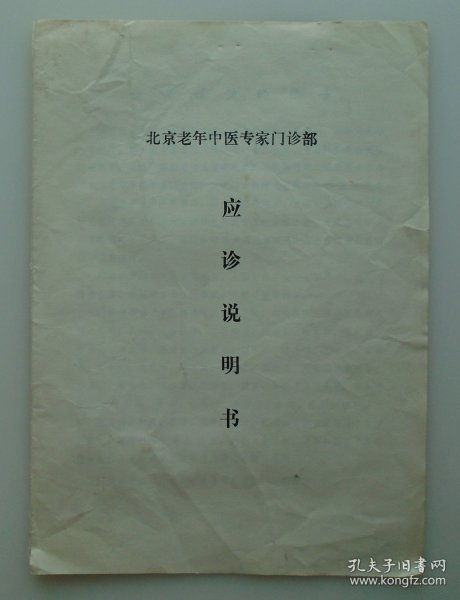 北京老年中医专家门诊部
应
诊
说
明
书
孔夫子旧书网
www.kongfz.com